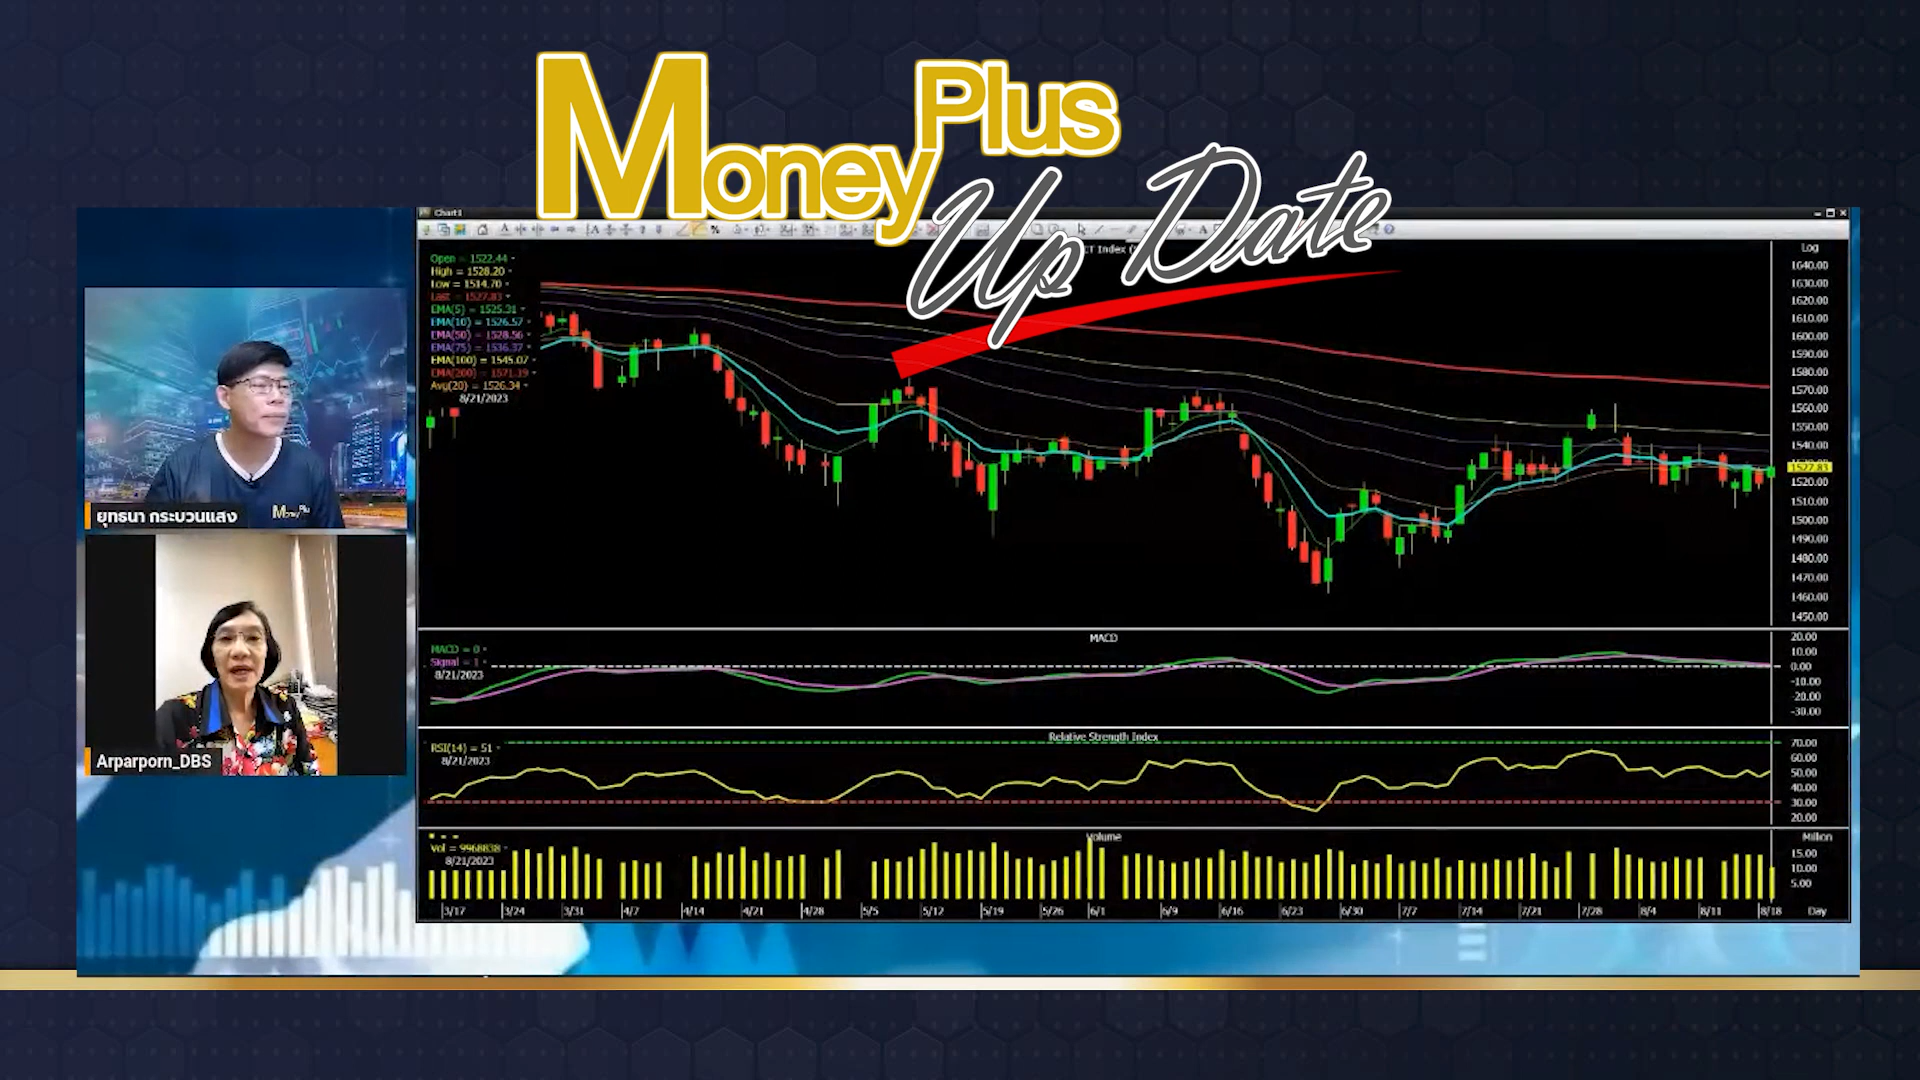 Money Plus
Up Date
Chart1
CT Index (
Log
Open = 1522.44
High = 1528.20
Low = 1514.70
Last = 1527.83
EMA(5) = 1525.31
EMA(10) = 1526.57
EMA(50) = 1528.56
EMA(75) = 1536.37
EMA(100) = 1545.07
EMA(200) = 1571.19
Avg(20) = 1526.34
8/21/2023
1640.00
1630.00
1620.00
1610.00
1600.00
1590.00
1580.00
1570.00
1560.00
1550.00
1540.00
1527.83
1520.00
1510.00
1500.00
1490.00
1480.00
1470.00
1460.00
1450.00
ยุทธนา กระบวนแสง
Money Plus
Arparporn_DBS
MACD
MACD = 0
Signal = 1
8/21/2023
20.00
10.00
0.00
-10.00
-20.00
-30.00
Relative Strength Index
RSI(14) = 51
8/21/2023
70.00
60.00
50.00
40.00
30.00
20.00
Volume
Million
Vol = 9968838
8/21/2023
15.00
10.00
5.00
3/17 3/24 3/31 4/7 4/14 4/21 4/28 5/5 5/12 5/19 5/26 6/1 6/9 6/16 6/23 6/30 7/7 7/14 7/21 7/28 8/4 8/11 8/18 Day